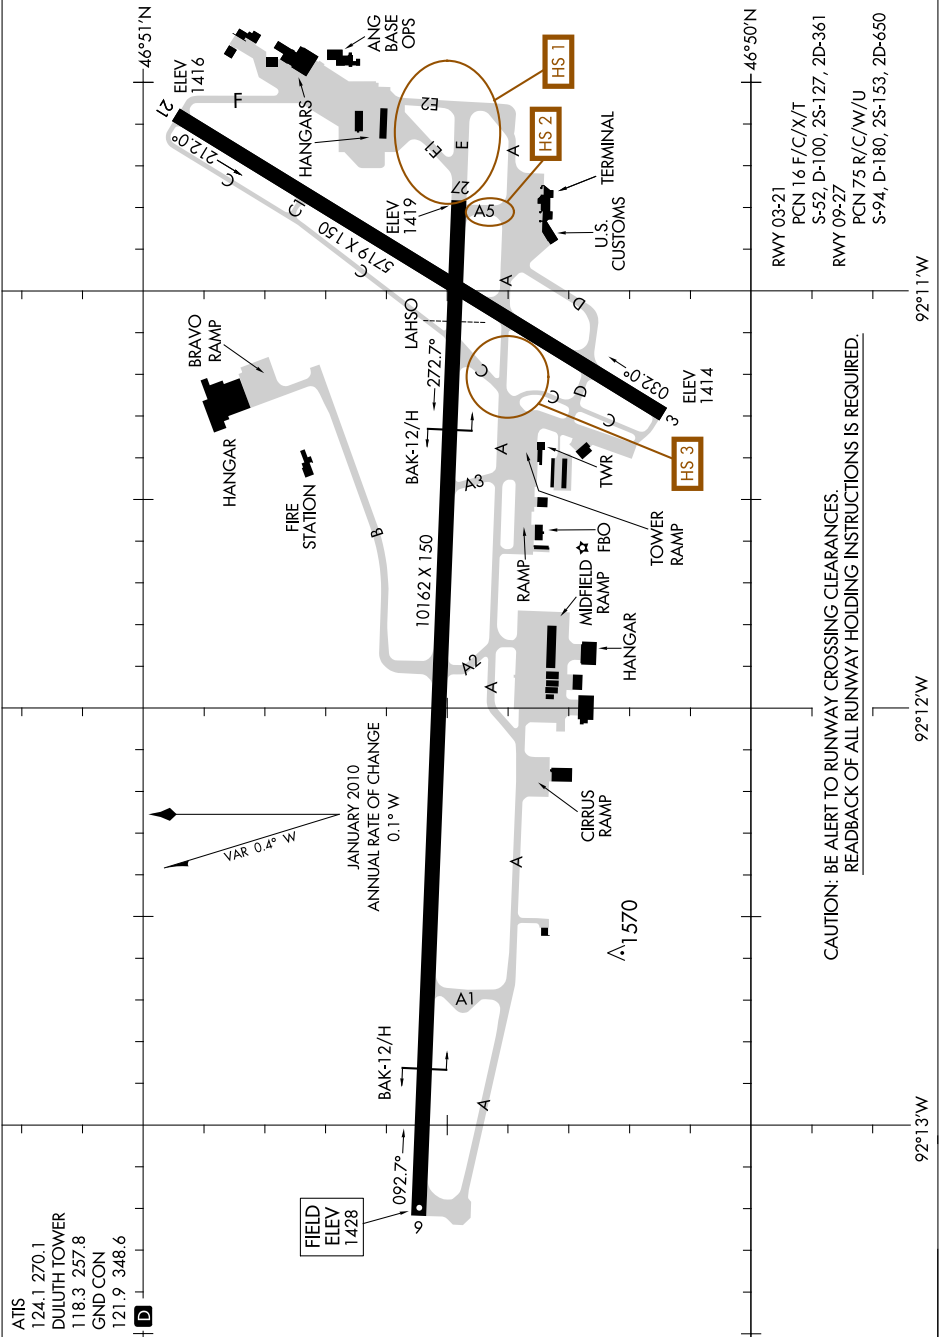 ATIS
124.1 270.1
DULUTH TOWER
118.3 257.8
GND CON
121.9 348.6
D
46°51'N
46°50'N
92°11'W
92°12'W
92°13'W
FIELD
ELEV
1428
9
092.7°
BAK-12/H
A
A1
1570
VAR 0.4° W
JANUARY 2010
ANNUAL RATE OF CHANGE
0.1° W
A
CIRRUS
RAMP
A
A2
HANGAR
MIDFIELD
RAMP
10162 X 150
B
FIRE
STATION
HANGAR
BRAVO
RAMP
RAMP
FBO
TOWER
RAMP
TWR
A3
A
BAK-12/H
272.7°
LAHSO
HS 3
C
C
D
C
3
032.0°
ELEV
1414
D
A
C
5719 X 150
C1
C
212.0°
21
ELEV
1416
F
HANGARS
ANG
BASE
OPS
ELEV
1419
27
A5
E1
E
E2
A
HS 1
HS 2
TERMINAL
U.S.
CUSTOMS
RWY 03-21
PCN 16 F/C/X/T
S-52, D-100, 2S-127, 2D-361
RWY 09-27
PCN 75 R/C/W/U
S-94, D-180, 2S-153, 2D-650
CAUTION: BE ALERT TO RUNWAY CROSSING CLEARANCES.
READBACK OF ALL RUNWAY HOLDING INSTRUCTIONS IS REQUIRED.